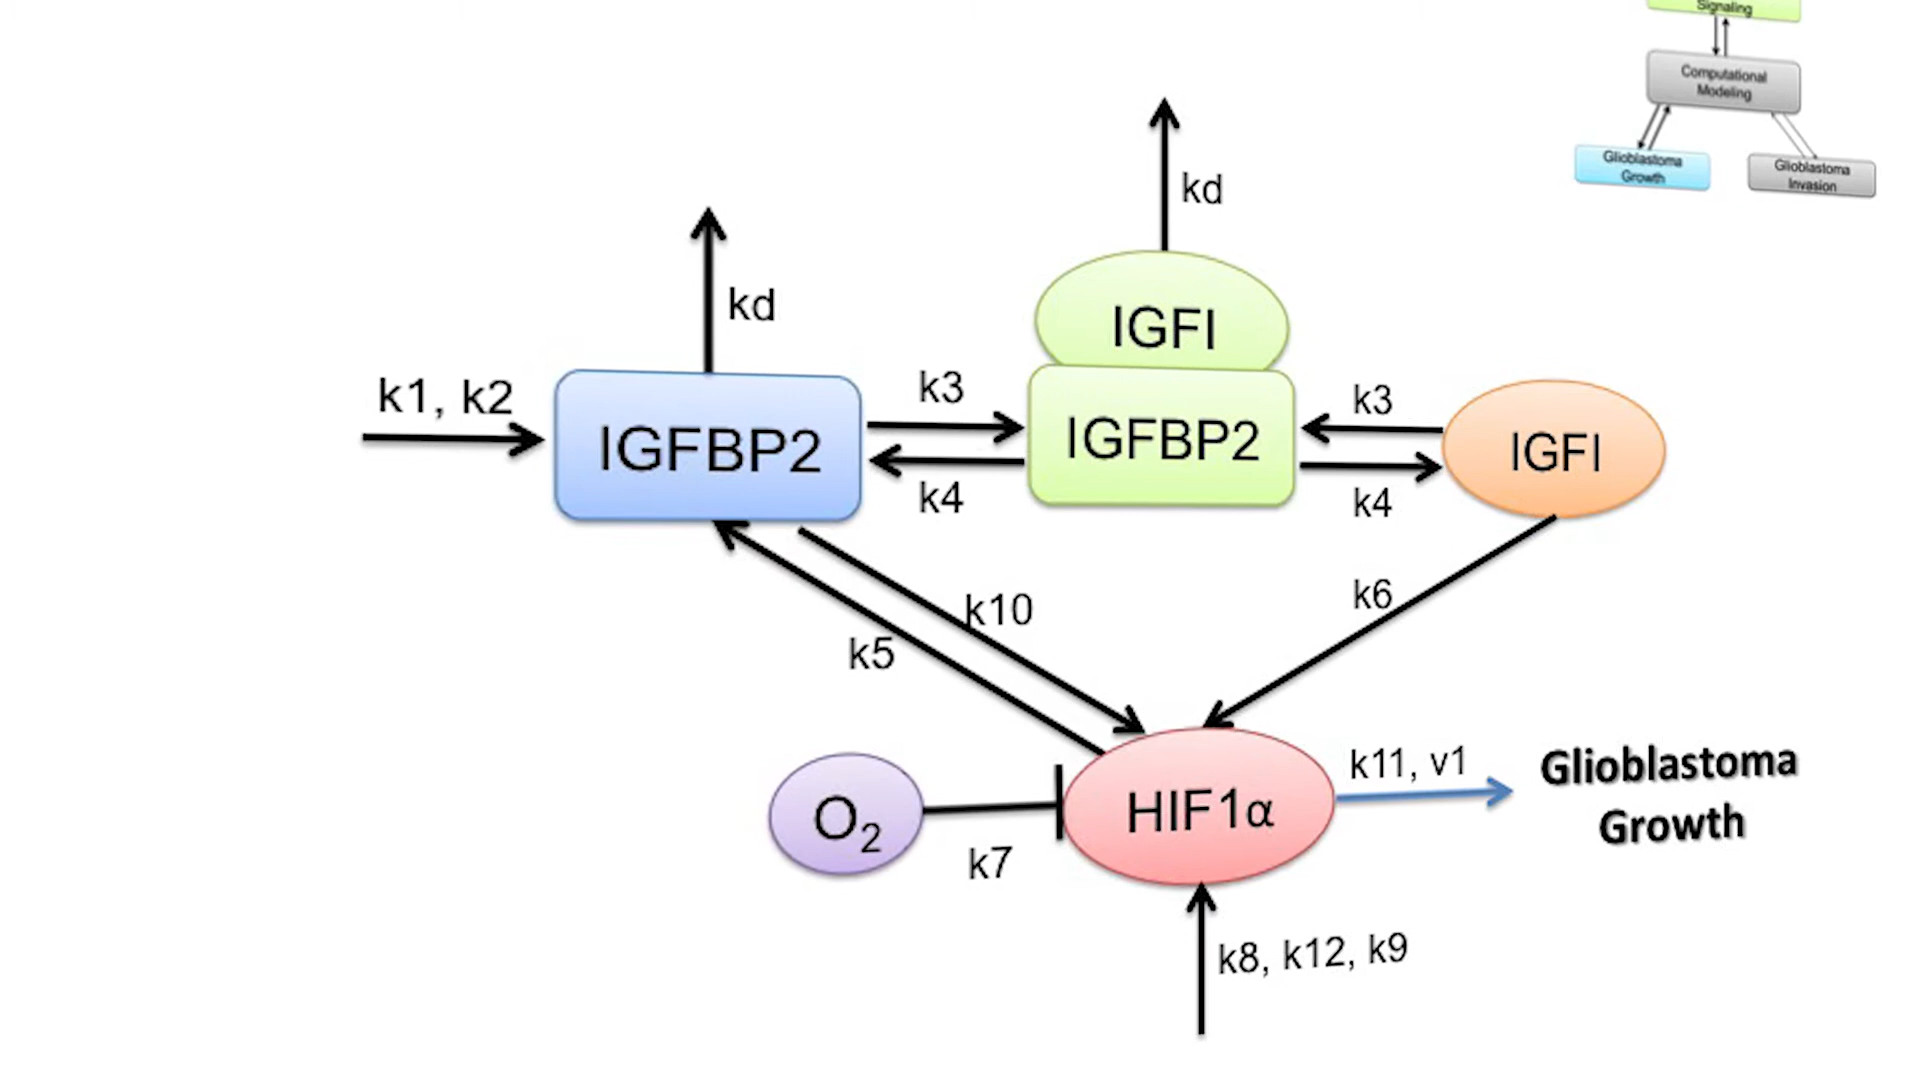 Signaling
Computational
Modeling
Glioblastoma
Growth
Glioblastoma
Invasion
kd
kd
IGFI
k1, k2
IGFBP2
k3
k4
IGFBP2
k3
k4
IGFI
k10
k5
k6
O₂
k7
HIF1α
k11, v1
Glioblastoma
Growth
k8, k12, k9